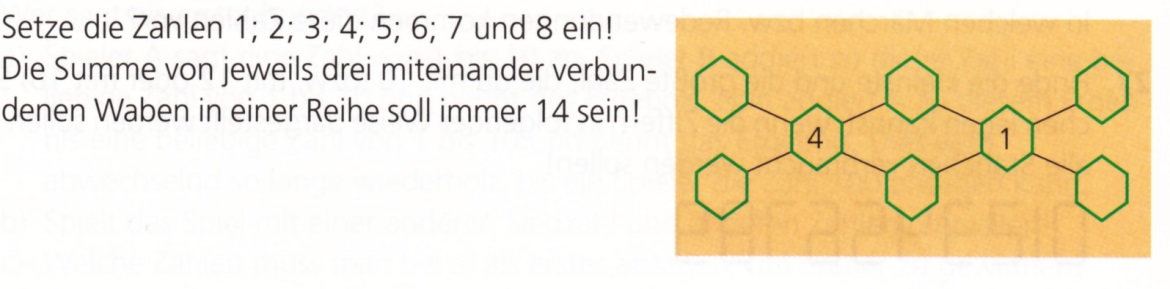 Setze die Zahlen 1; 2; 3; 4; 5; 6; 7 und 8 ein!
Die Summe von jeweils drei miteinander verbun-
denen Waben in einer Reihe soll immer 14 sein!
4 1